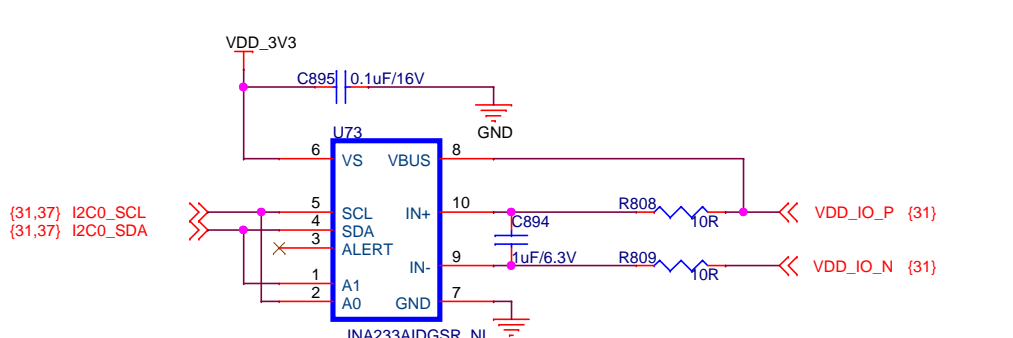 VDD_3V3
C895 0.1uF/16V
GND
U73
6 VS VBUS 8
{31,37} I2C0_SCL 5 SCL IN+ 10 R808 10R VDD_IO_P {31}
{31,37} I2C0_SDA 4 SDA C894
3 ALERT
1uF/6.3V
IN- 9 R809 10R VDD_IO_N {31}
1 A1
2 A0 GND 7
INA233AIDGSR_NL